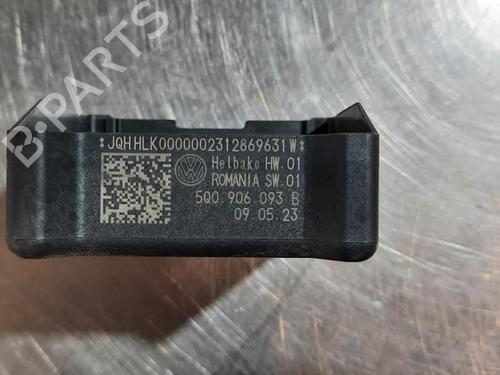 *JQHHLK0000002312869631W*
Helbako HW.01
ROMANIA SW.01
5Q0 906 093 B
09.05.23
B-PARTS